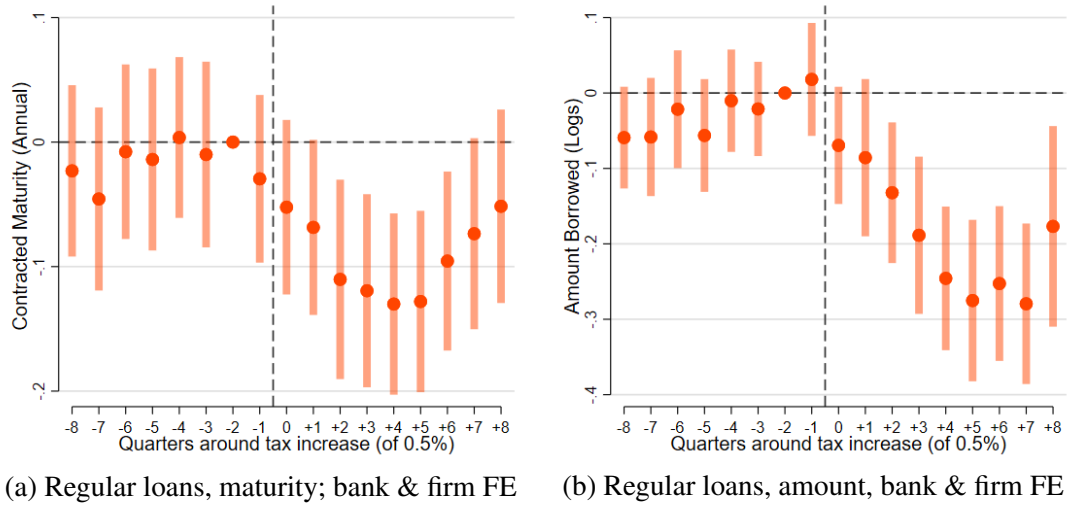 .1
0
-.1
-.2
Contracted Maturity (Annual)
-8 -7 -6 -5 -4 -3 -2 -1 0 +1 +2 +3 +4 +5 +6 +7 +8
Quarters around tax increase (of 0.5%)
(a) Regular loans, maturity; bank & firm FE
.1
0
-.1
-.2
-.3
-.4
Amount Borrowed (Logs)
-8 -7 -6 -5 -4 -3 -2 -1 0 +1 +2 +3 +4 +5 +6 +7 +8
Quarters around tax increase (of 0.5%)
(b) Regular loans, amount, bank & firm FE